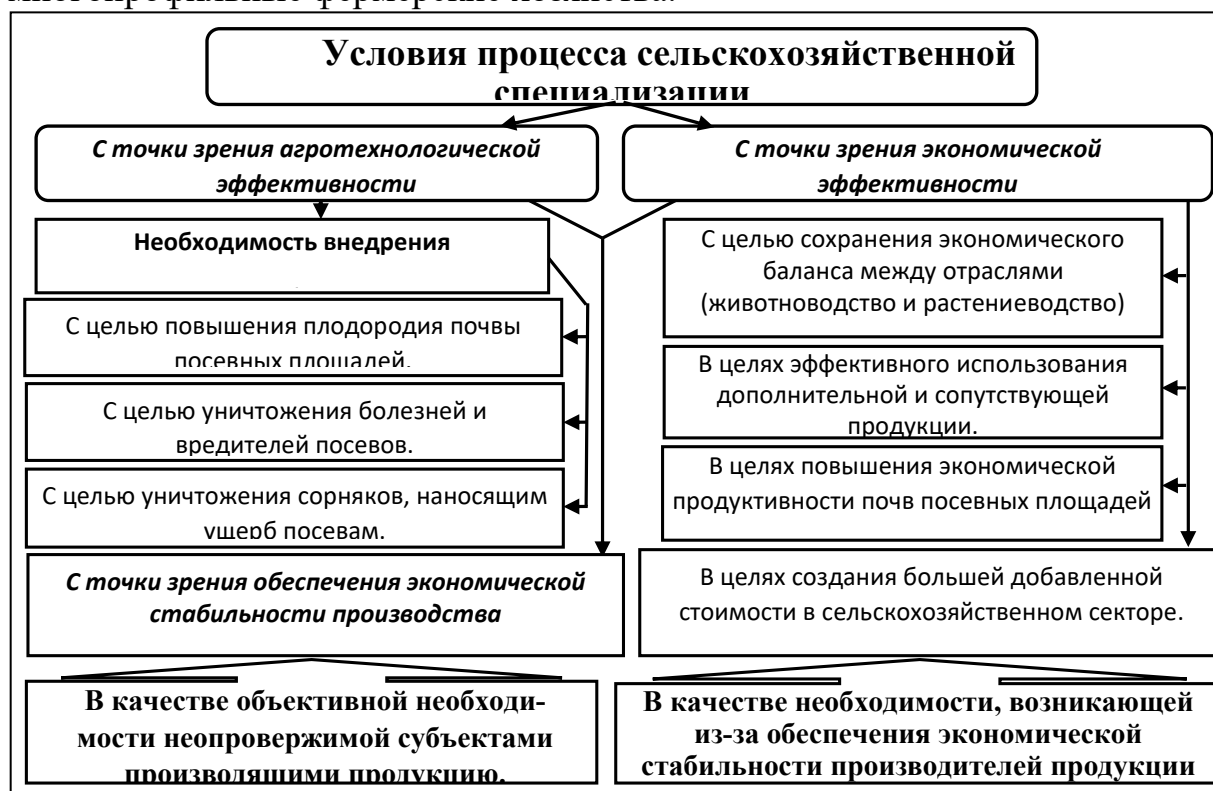 многопрофильные фермерские хозяйства.
Условия процесса сельскохозяйственной
специализации
С точки зрения агротехнологической
эффективности
С точки зрения экономической
эффективности
Необходимость внедрения
С целью повышения плодородия почвы
посевных площадей.
С целью уничтожения болезней и
вредителей посевов.
С целью уничтожения сорняков, наносящим
ущерб посевам.
С целью сохранения экономического
баланса между отраслями
(животноводство и растениеводство)
В целях эффективного использования
дополнительной и сопутствующей
продукции.
В целях повышения экономической
продуктивности почв посевных площадей
С точки зрения обеспечения экономической
стабильности производства
В целях создания большей добавленной
стоимости в сельскохозяйственном секторе.
В качестве объективной необходи-
мости неопровержимой субъектами
производящими продукцию.
В качестве необходимости, возникающей
из-за обеспечения экономической
стабильности производителей продукции